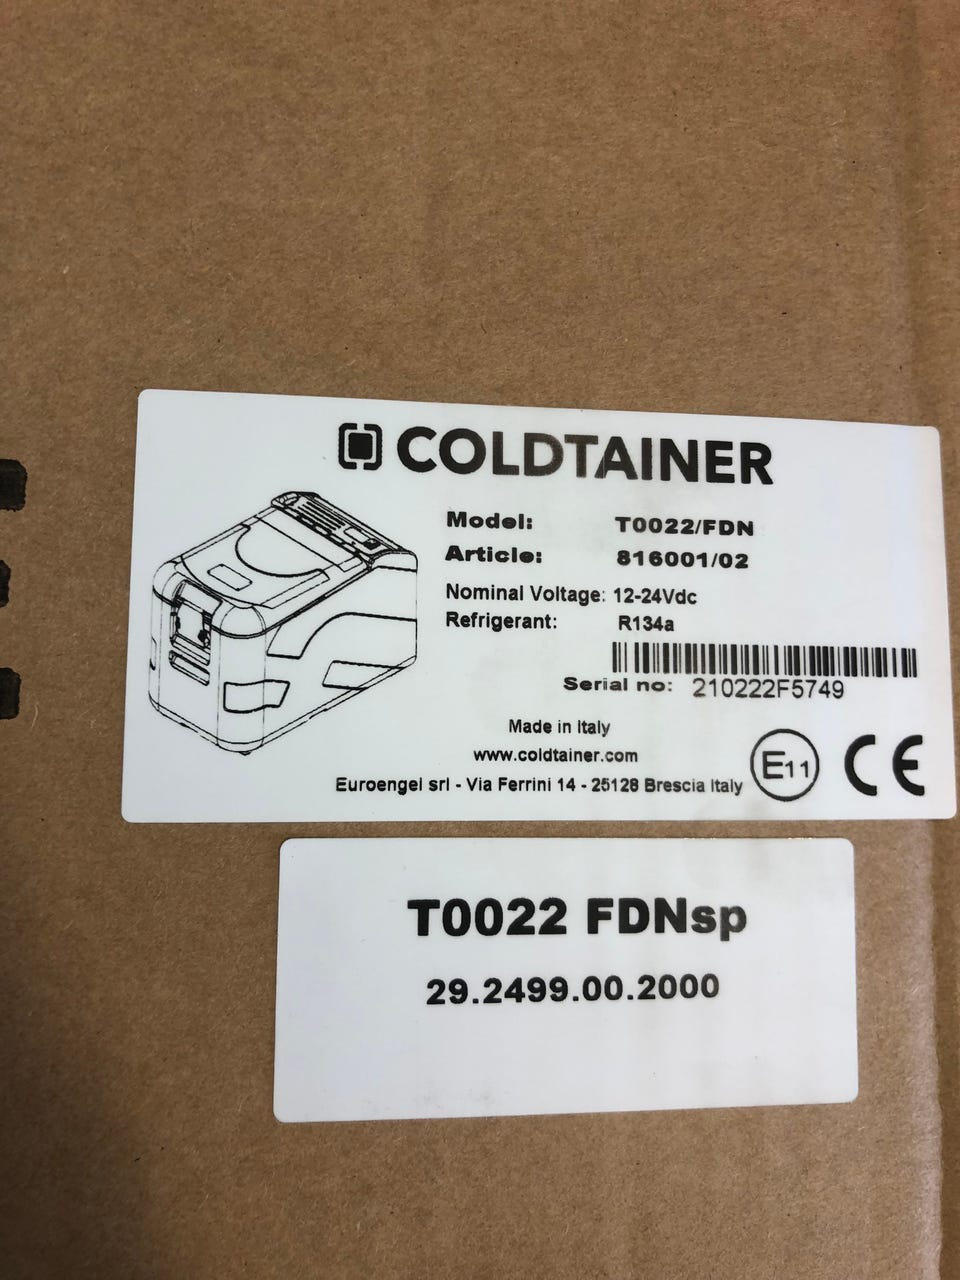 COLDTAINER
Model: T0022/FDN
Article: 816001/02
Nominal Voltage: 12-24Vdc
Refrigerant: R134a
Serial no: 210222F5749
Made in Italy
www.coldtainer.com
Euroengel srl - Via Ferrini 14 - 25128 Brescia Italy
E11 CE
T0022 FDNsp
29.2499.00.2000